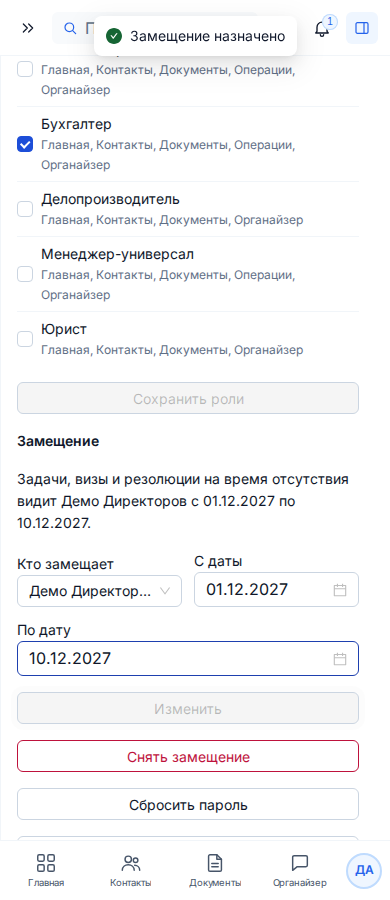 Замещение назначено
1
Главная, Контакты, Документы, Операции,
Органайзер
Бухгалтер
Главная, Контакты, Документы, Операции,
Органайзер
Делопроизводитель
Главная, Контакты, Документы, Органайзер
Менеджер-универсал
Главная, Контакты, Документы, Операции,
Органайзер
Юрист
Главная, Контакты, Документы, Органайзер
Сохранить роли
Замещение
Задачи, визы и резолюции на время отсутствия
видит Демо Директоров с 01.12.2027 по
10.12.2027.
Кто замещает
С даты
Демо Директор...
01.12.2027
По дату
10.12.2027
Изменить
Снять замещение
Сбросить пароль
Главная
Контакты
Документы
Органайзер
ДА